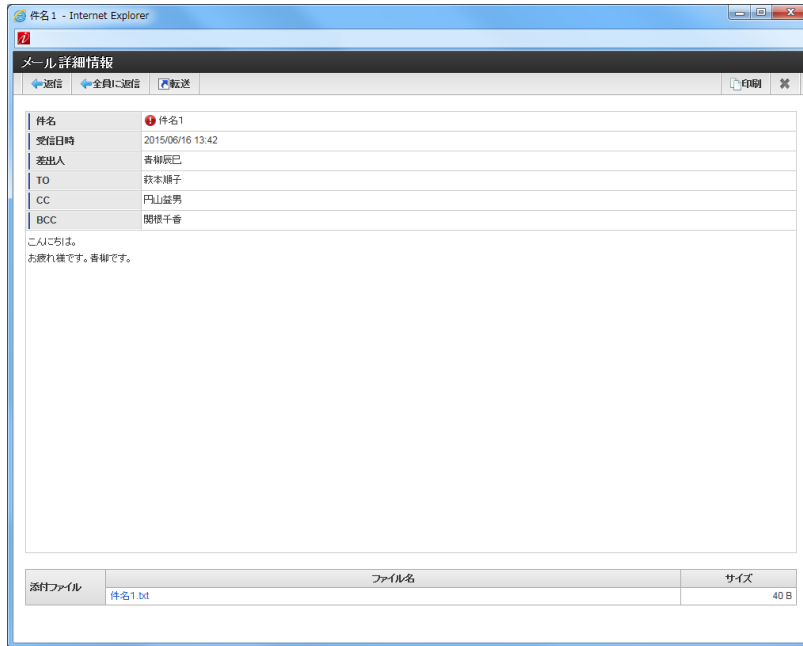 件名1 - Internet Explorer
メール詳細情報
返信 全員に返信 転送 印刷
件名 件名1
受信日時 2015/06/16 13:42
差出人 青柳辰巳
TO 萩本順子
CC 円山益男
BCC 関根千香
こんにちは。
お疲れ様です。青柳です。
添付ファイル ファイル名 サイズ
件名1.txt 40 B